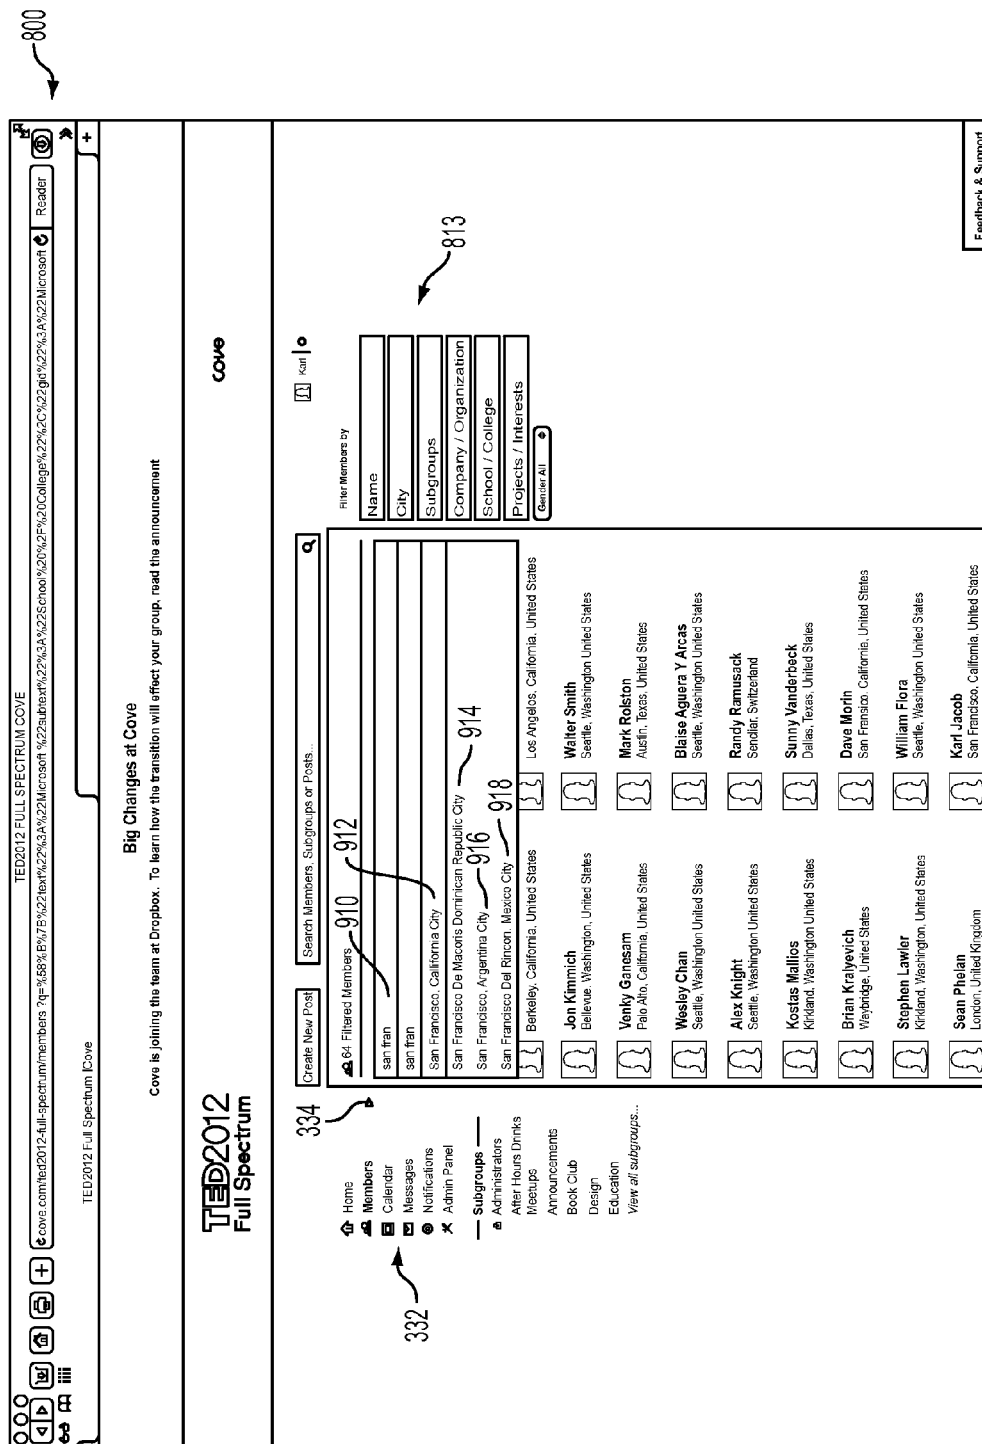 800
TED2012 FULL SPECTRUM COVE
cove.com/ted2012-full-spectrum/members ?q=%58%B%7B%22text%22%3A%22Microsoft %22subtext%22%3A%22School%20%2F%20College%22%2C%22gid%22%3A%22Microsoft
Reader
TED2012 Full Spectrum |Cove
Big Changes at Cove
Cove is joining the team at Dropbox. To learn how the transition will effect your group, read the announcement
TED2012
Full Spectrum
cove
334
Create New Post
Search Members, Subgroups or Posts...
Karl
332
Home
Members
Calendar
Messages
Notifications
Admin Panel
Subgroups
Administrators
After Hours Drinks
Meetups
Announcements
Book Club
Design
Education
View all subgroups...
64 Filtered Members
910
912
san fran
san fran
San Francisco, California City
San Francisco De Macoris Dominican Republic City
914
San Francisco, Argentina City
916
San Francisco Del Rincon. Mexico City
918
Berkeley, California, United States
Los Angeles, California, United States
Jon Kimmich
Bellevue. Washington, United States
Walter Smith
Seattle, Washington United States
Venky Ganesam
Palo Alto, California, United States
Mark Rolston
Austin, Texas, United States
Wesley Chan
Seattle, Washington United States
Blaise Aguera Y Arcas
Seattle, Washington United States
Alex Knight
Seattle, Washington United States
Randy Ramusack
Senollar, Switzerland
Kostas Mallios
Kirkland, Washington United States
Sunny Vanderbeck
Dallas, Texas, United States
Brian Kralyevich
Waybridge, United States
Dave Morin
San Fransico, California, United States
Stephen Lawler
Kirkland, Washington, United States
William Flora
Seattle, Washington United States
Sean Phelan
London, United Kingdom
Karl Jacob
San Francisco, California, United States
Filter Members by
813
Name
City
Subgroups
Company / Organization
School / College
Projects / Interests
Gender All
Feedback & Support